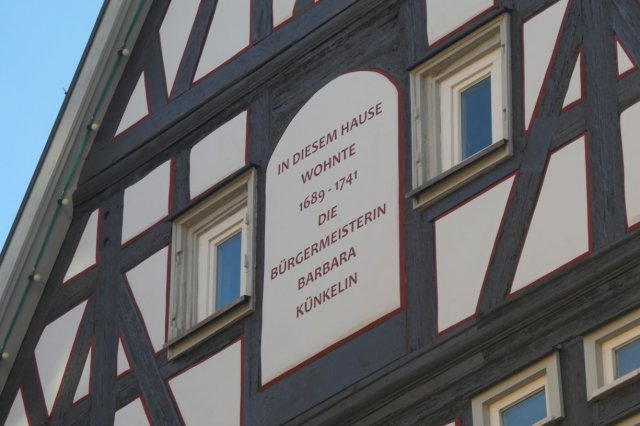 IN DIESEM HAUSE
WOHNTE
1689 - 1741
DIE
BÜRGERMEISTERIN
BARBARA
KÜNKELIN